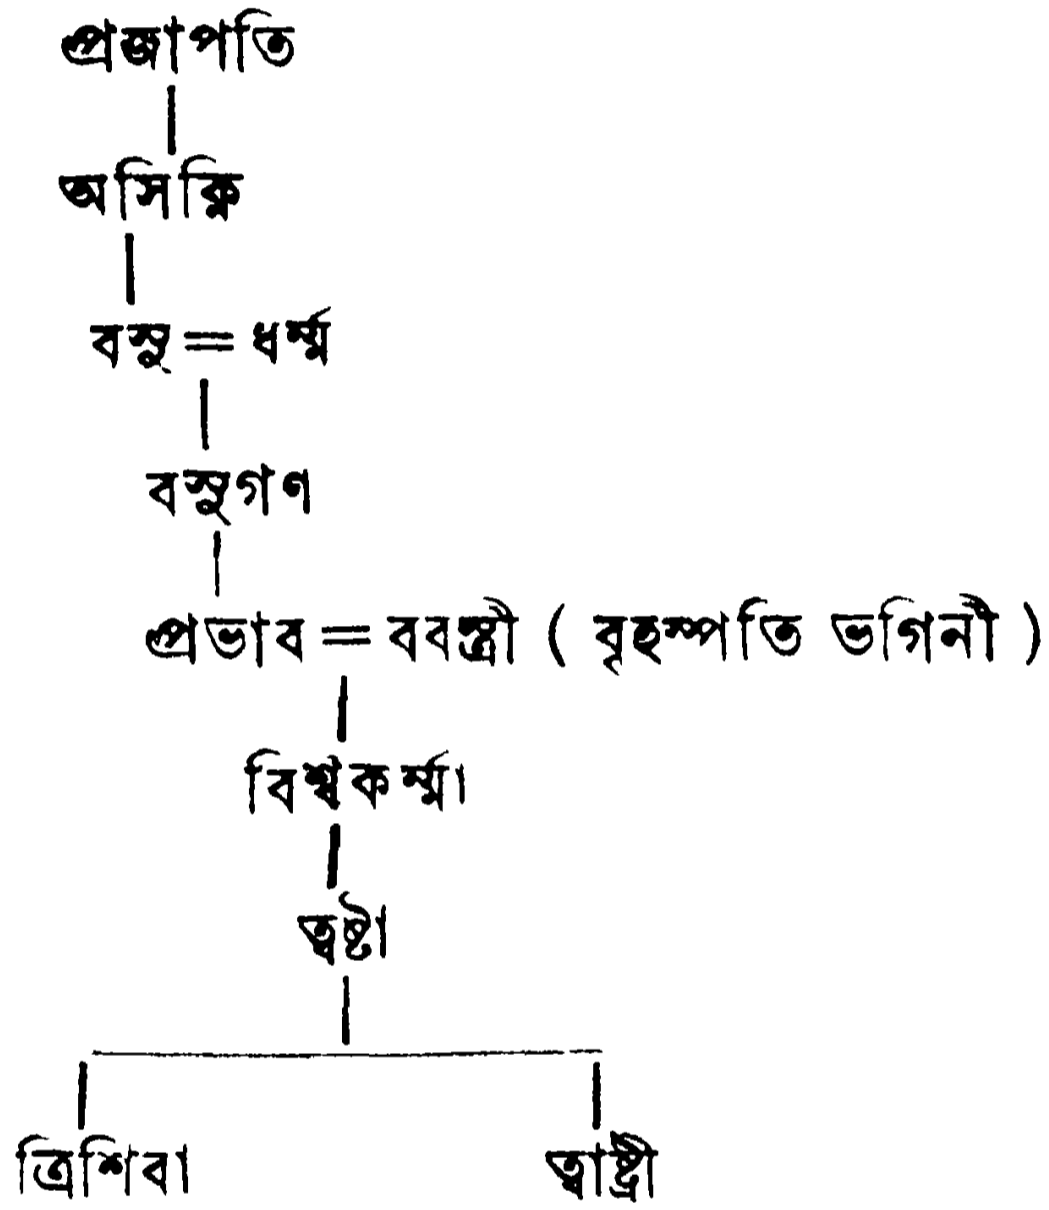 প্রজাপতি
অসিক্নি
বসু = ধর্ম্ম
বসুগণ
প্রভাব = ববস্ত্রী ( বৃহস্পতি ভগিনী )
বিশ্বকর্ম্মা
ত্বষ্টা
ত্রিশিবা
ত্বাষ্ট্রী